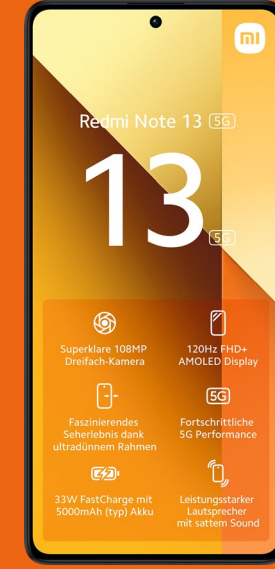 mi
Redmi Note 13 5G
13 5G
Superklare 108MP
Dreifach-Kamera
120Hz FHD+
AMOLED Display
Faszinierendes
Seherlebnis dank
ultradünnem Rahmen
5G
Fortschrittliche
5G Performance
33W FastCharge mit
5000mAh (typ) Akku
Leistungsstarker
Lautsprecher
mit sattem Sound